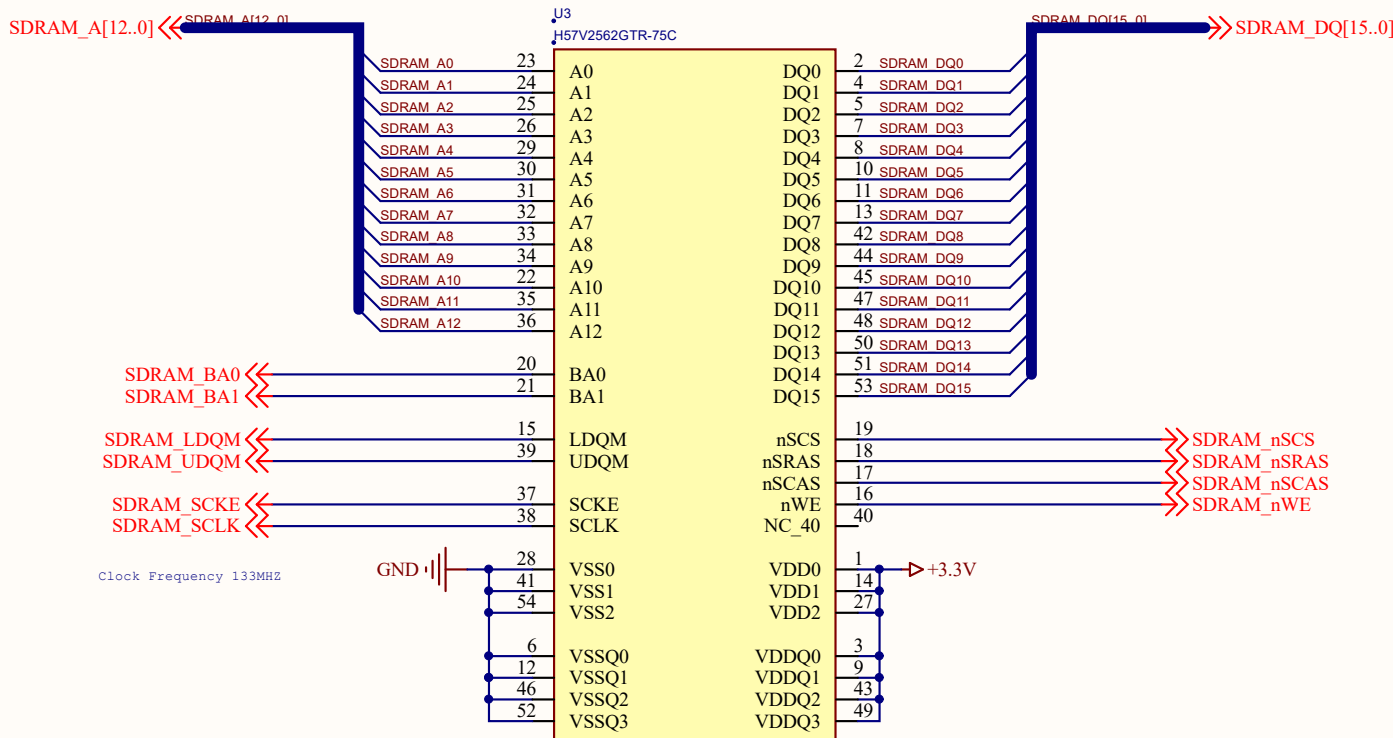 U3
H57V2562GTR-75C
SDRAM_A[12..0] SDRAM_A[12..0] SDRAM_DQ[15..0] SDRAM_DQ[15..0]
SDRAM_A0 23 A0 DQ0 2 SDRAM_DQ0
SDRAM_A1 24 A1 DQ1 4 SDRAM_DQ1
SDRAM_A2 25 A2 DQ2 5 SDRAM_DQ2
SDRAM_A3 26 A3 DQ3 7 SDRAM_DQ3
SDRAM_A4 29 A4 DQ4 8 SDRAM_DQ4
SDRAM_A5 30 A5 DQ5 10 SDRAM_DQ5
SDRAM_A6 31 A6 DQ6 11 SDRAM_DQ6
SDRAM_A7 32 A7 DQ7 13 SDRAM_DQ7
SDRAM_A8 33 A8 DQ8 42 SDRAM_DQ8
SDRAM_A9 34 A9 DQ9 44 SDRAM_DQ9
SDRAM_A10 22 A10 DQ10 45 SDRAM_DQ10
SDRAM_A11 35 A11 DQ11 47 SDRAM_DQ11
SDRAM_A12 36 A12 DQ12 48 SDRAM_DQ12
DQ13 50 SDRAM_DQ13
SDRAM_BA0 20 BA0 DQ14 51 SDRAM_DQ14
SDRAM_BA1 21 BA1 DQ15 53 SDRAM_DQ15
SDRAM_LDQM 15 LDQM nSCS 19 SDRAM_nSCS
SDRAM_UDQM 39 UDQM nSRAS 18 SDRAM_nSRAS
nSCAS 17 SDRAM_nSCAS
SDRAM_SCKE 37 SCKE nWE 16 SDRAM_nWE
SDRAM_SCLK 38 SCLK NC_40 40
GND 28 VSS0 VDD0 1 +3.3V
Clock Frequency 133MHZ
41 VSS1 VDD1 14
54 VSS2 VDD2 27
6 VSSQ0 VDDQ0 3
12 VSSQ1 VDDQ1 9
46 VSSQ2 VDDQ2 43
52 VSSQ3 VDDQ3 49